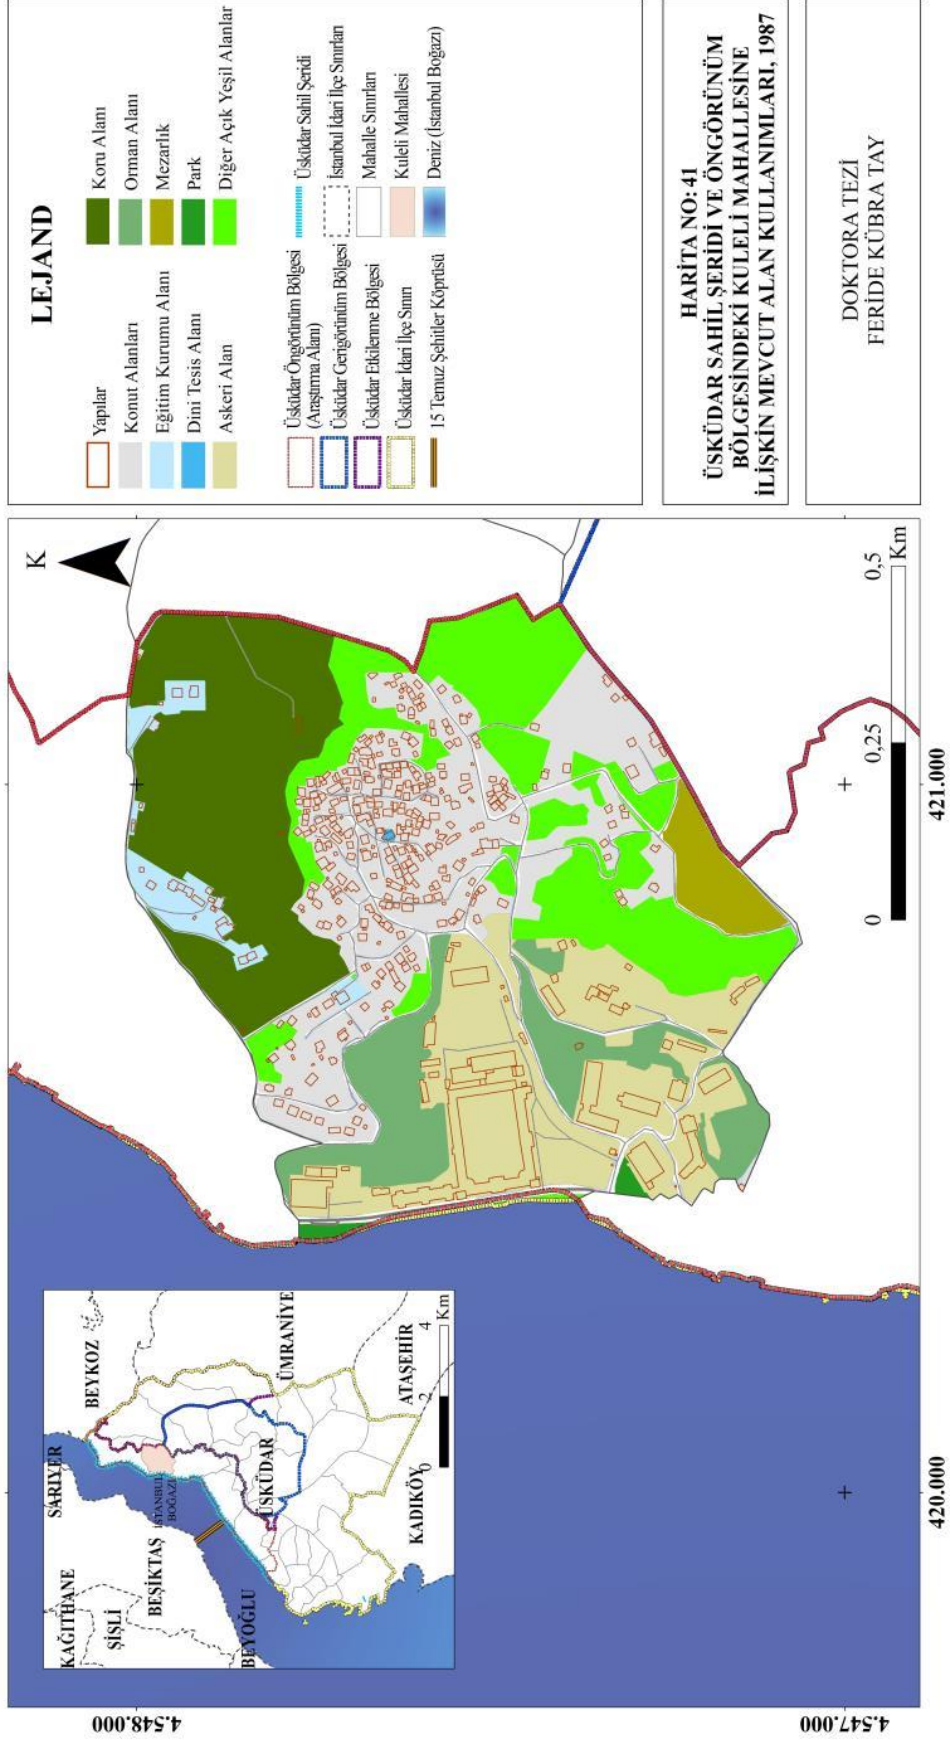 SARIYER
KAĞITHANE
BEYKOZ
ŞİŞLİ
BEŞİKTAŞ
İSTANBUL
BOĞAZI
ÜMRANİYE
BEYOĞLU
ÜSKÜDAR
ATAŞEHİR
KADIKÖY
0 2 4 Km
K
4.548.000
4.547.000
420.000
421.000
0 0,25 0,5
Km
LEJAND
Yapılar
Konut Alanları
Eğitim Kurumu Alanı
Dini Tesis Alanı
Askeri Alan
Koru Alanı
Orman Alanı
Mezarlık
Park
Diğer Açık Yeşil Alanlar
Üsküdar Öngörünüm Bölgesi
(Araştırma Alanı)
Üsküdar Gerigörünüm Bölgesi
Üsküdar Etkilenme Bölgesi
Üsküdar İdari İlçe Sınırı
15 Temuz Şehitler Köprüsü
Üsküdar Sahil Şeridi
İstanbul İdari İlçe Sınırları
Mahalle Sınırları
Kuleli Mahallesi
Deniz (İstanbul Boğazı)
HARİTA NO: 41
ÜSKÜDAR SAHİL ŞERİDİ VE ÖNGÖRÜNÜM
BÖLGESİNDEKİ KULELİ MAHALLESİNE
İLİŞKİN MEVCUT ALAN KULANIMLARI, 1987
DOKTORA TEZİ
FERİDE KÜBRA TAY